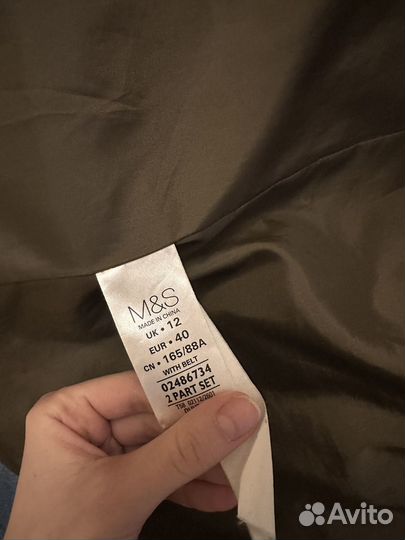 M&S
MADE IN CHINA
UK • 12
EUR • 40
CN • 165/88A
WITH BELT
02486734
2 PART SET
Avito